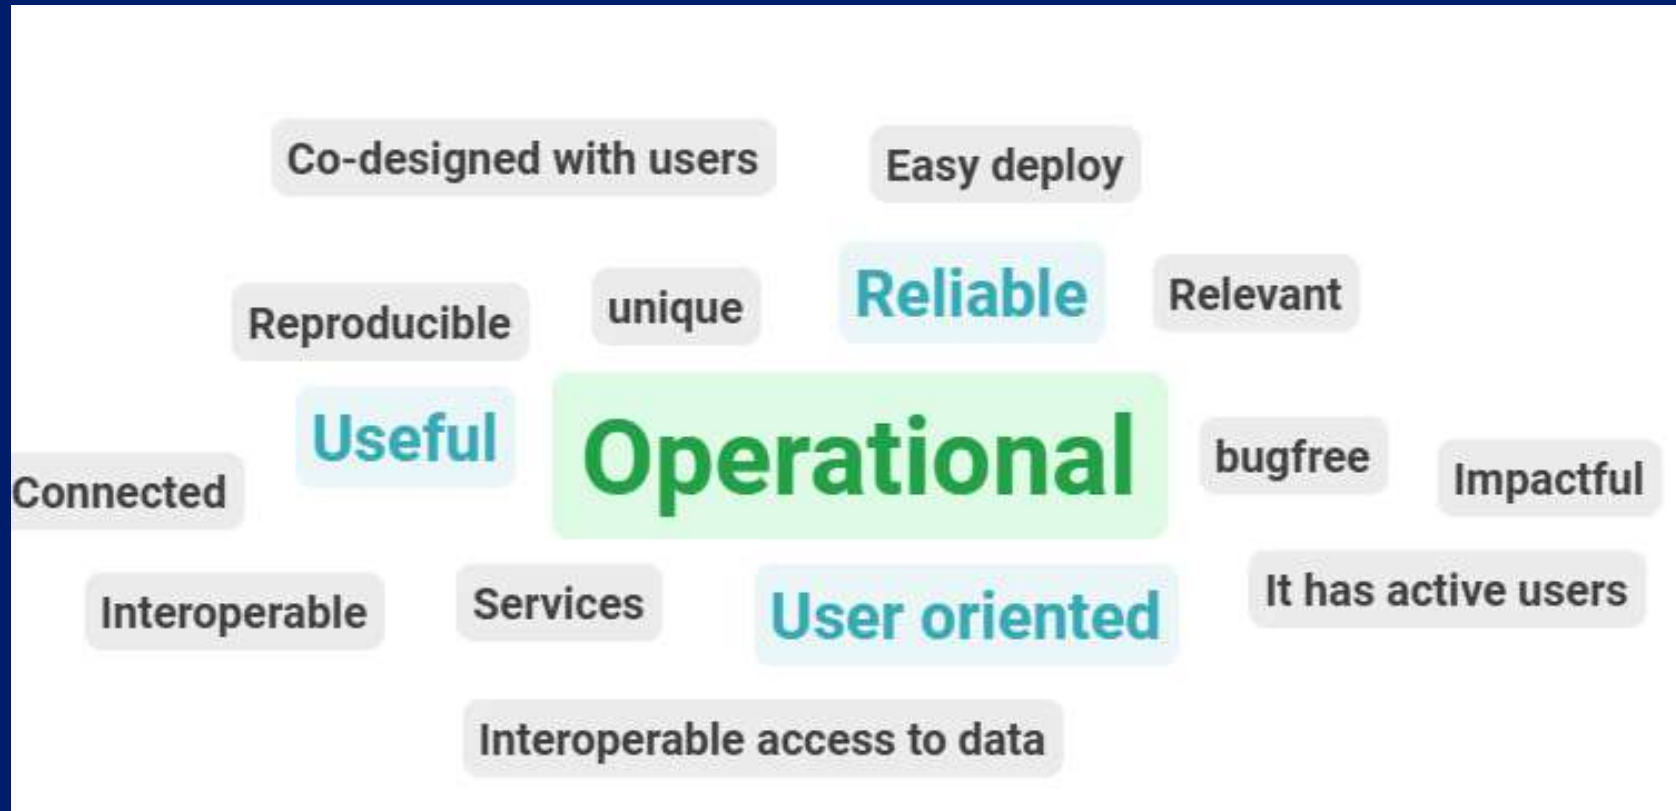 Co-designed with users
Easy deploy
Reliable
Relevant
unique
Reproducible
Useful
Operational
bugfree
Impactful
Connected
It has active users
Services
User oriented
Interoperable
Interoperable access to data